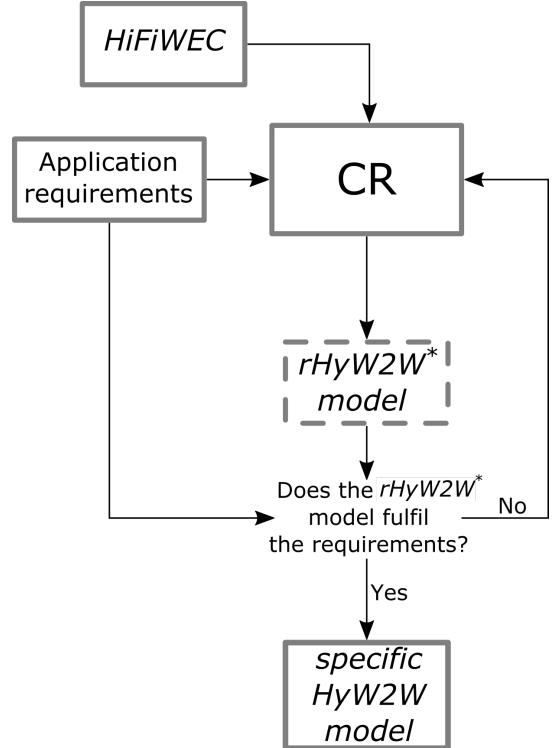 HiFiWEC
Application
requirements
CR
rHyW2W*
model
Does the rHyW2W*
model fulfil
the requirements?
No
Yes
specific
HyW2W
model